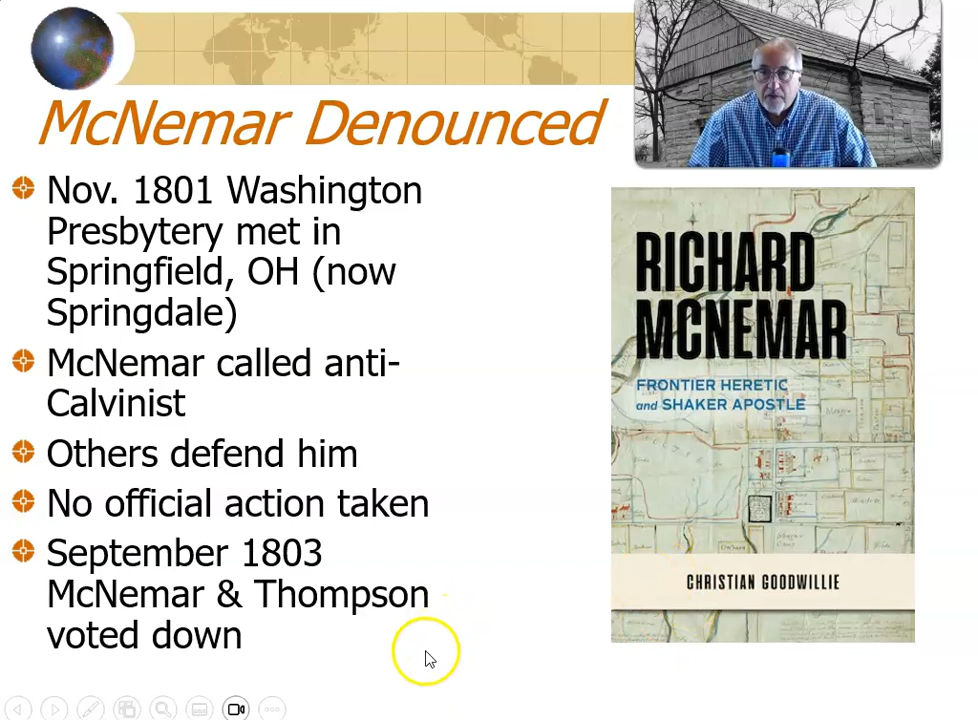 McNemar Denounced
Nov. 1801 Washington
Presbytery met in
Springfield, OH (now
Springdale)
McNemar called anti-
Calvinist
Others defend him
No official action taken
September 1803
McNemar & Thompson
voted down
RICHARD
MCNEMAR
FRONTIER HERETIC
and SHAKER APOSTLE
CHRISTIAN GOODWILLIE